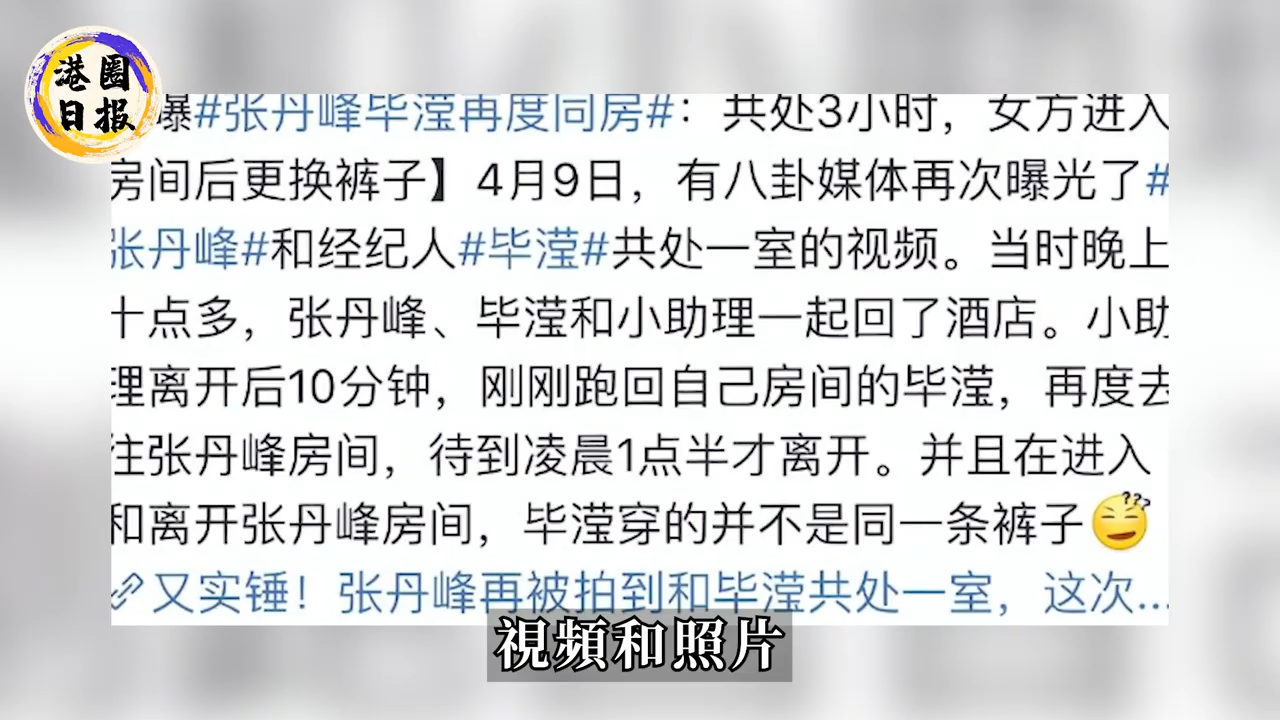 港圈
日报
曝#张丹峰毕滢再度同房#：共处3小时，女方进入
房间后更换裤子】4月9日，有八卦媒体再次曝光了#
张丹峰#和经纪人#毕滢#共处一室的视频。当时晚上
十点多，张丹峰、毕滢和小助理一起回了酒店。小助
理离开后10分钟，刚刚跑回自己房间的毕滢，再度去
往张丹峰房间，待到凌晨1点半才离开。并且在进入
和离开张丹峰房间，毕滢穿的并不是同一条裤子
???
又实锤！张丹峰再被拍到和毕滢共处一室，这次...
視頻和照片